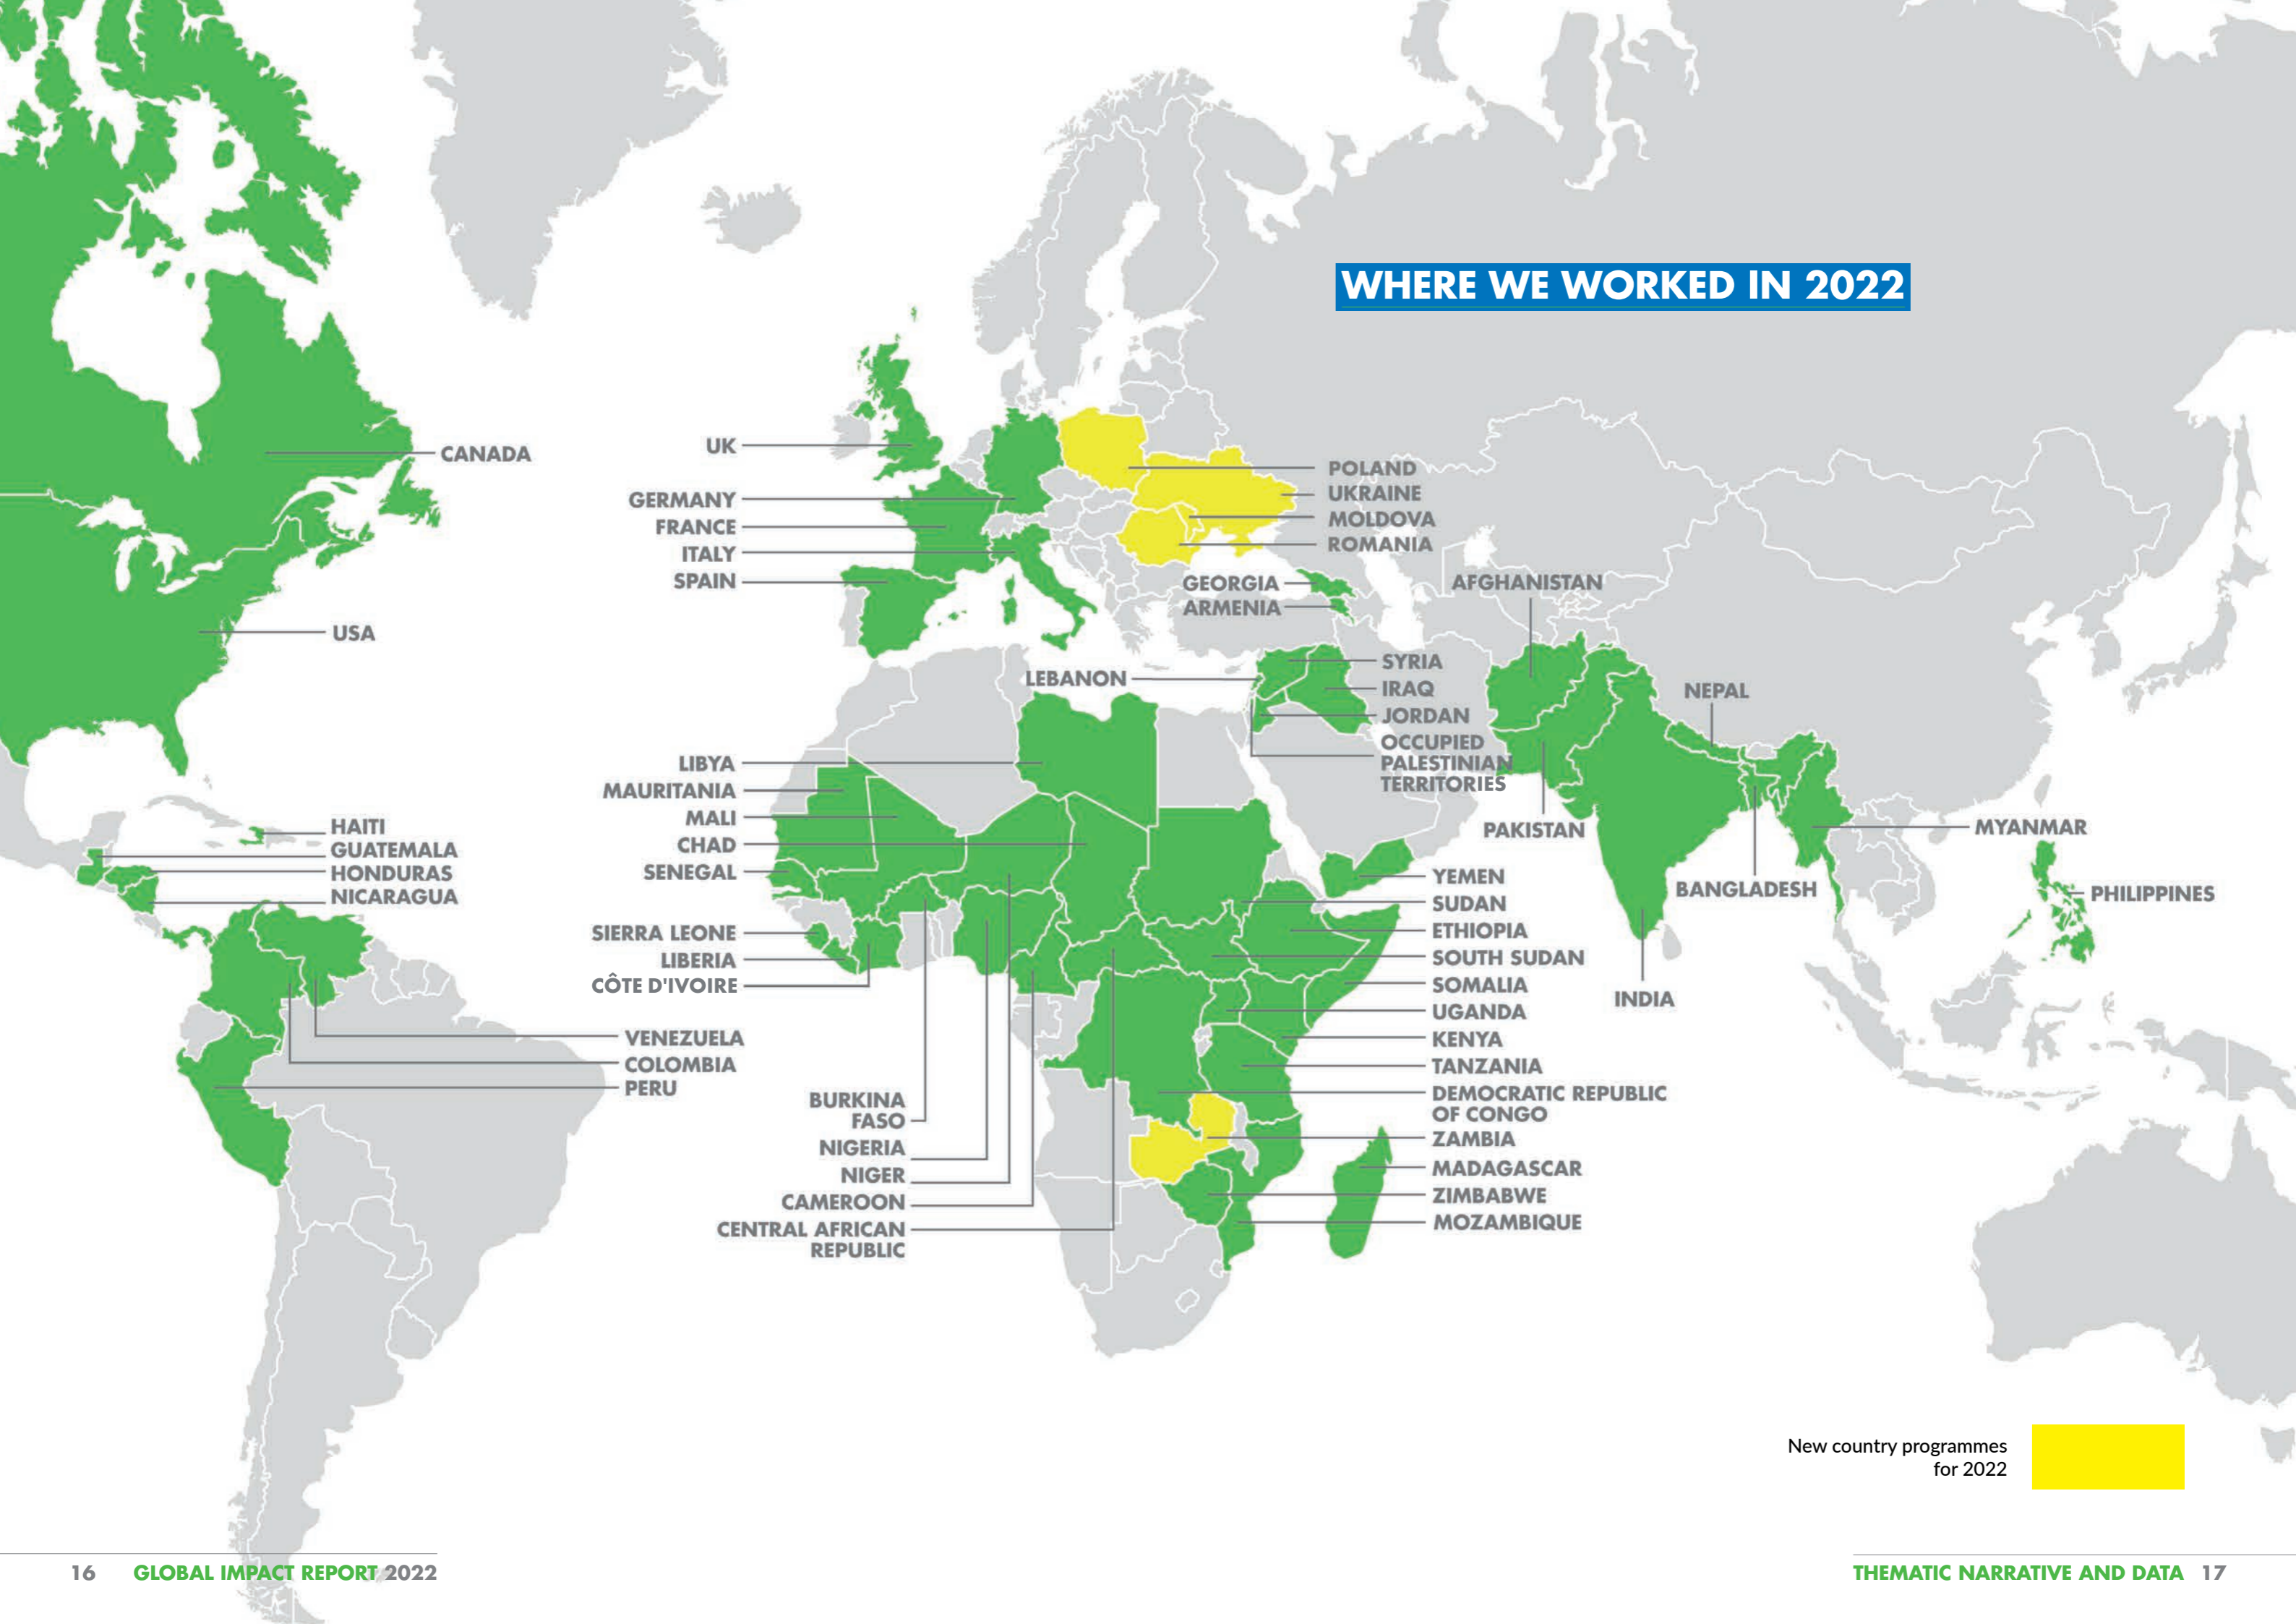 WHERE WE WORKED IN 2022
CANADA
USA
HAITI
GUATEMALA
HONDURAS
NICARAGUA
VENEZUELA
COLOMBIA
PERU
UK
GERMANY
FRANCE
ITALY
SPAIN
POLAND
UKRAINE
MOLDOVA
ROMANIA
GEORGIA
ARMENIA
AFGHANISTAN
LEBANON
SYRIA
IRAQ
JORDAN
OCCUPIED
PALESTINIAN
TERRITORIES
NEPAL
PAKISTAN
BANGLADESH
INDIA
MYANMAR
PHILIPPINES
LIBYA
MAURITANIA
MALI
CHAD
SENEGAL
SIERRA LEONE
LIBERIA
CÔTE D'IVOIRE
BURKINA
FASO
NIGERIA
NIGER
CAMEROON
CENTRAL AFRICAN
REPUBLIC
YEMEN
SUDAN
ETHIOPIA
SOUTH SUDAN
SOMALIA
UGANDA
KENYA
TANZANIA
DEMOCRATIC REPUBLIC
OF CONGO
ZAMBIA
MADAGASCAR
ZIMBABWE
MOZAMBIQUE
New country programmes
for 2022
16 GLOBAL IMPACT REPORT 2022
THEMATIC NARRATIVE AND DATA 17